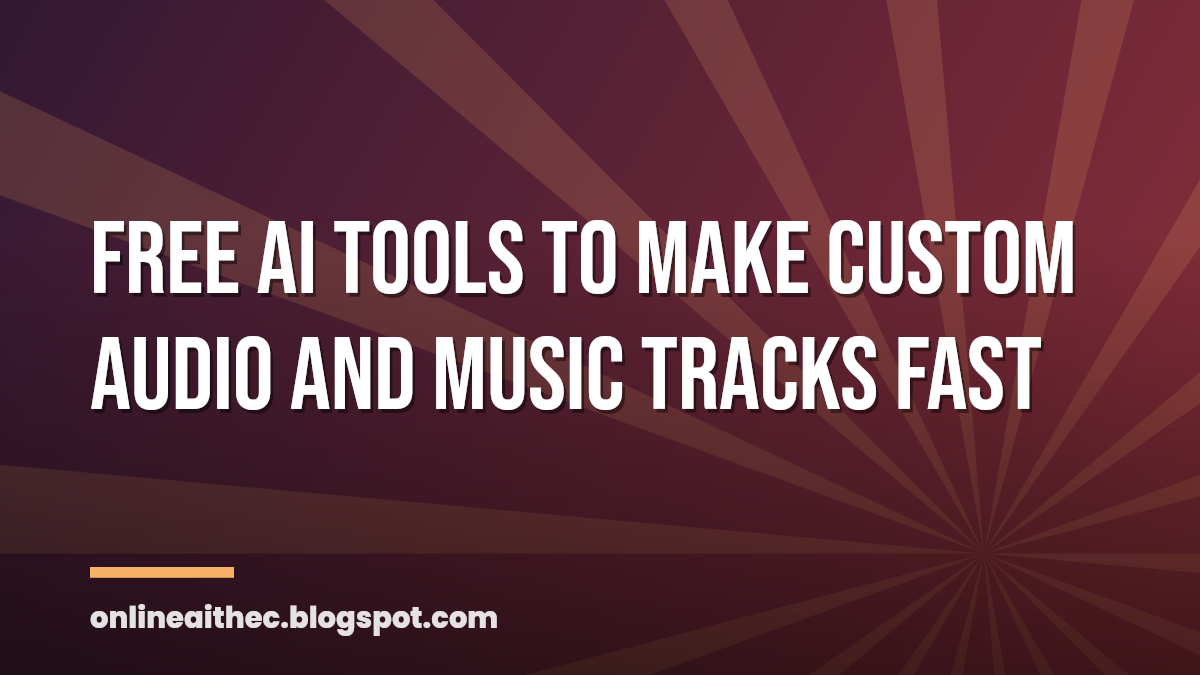 FREE AI TOOLS TO MAKE CUSTOM
AUDIO AND MUSIC TRACKS FAST
onlineaithec.blogspot.com